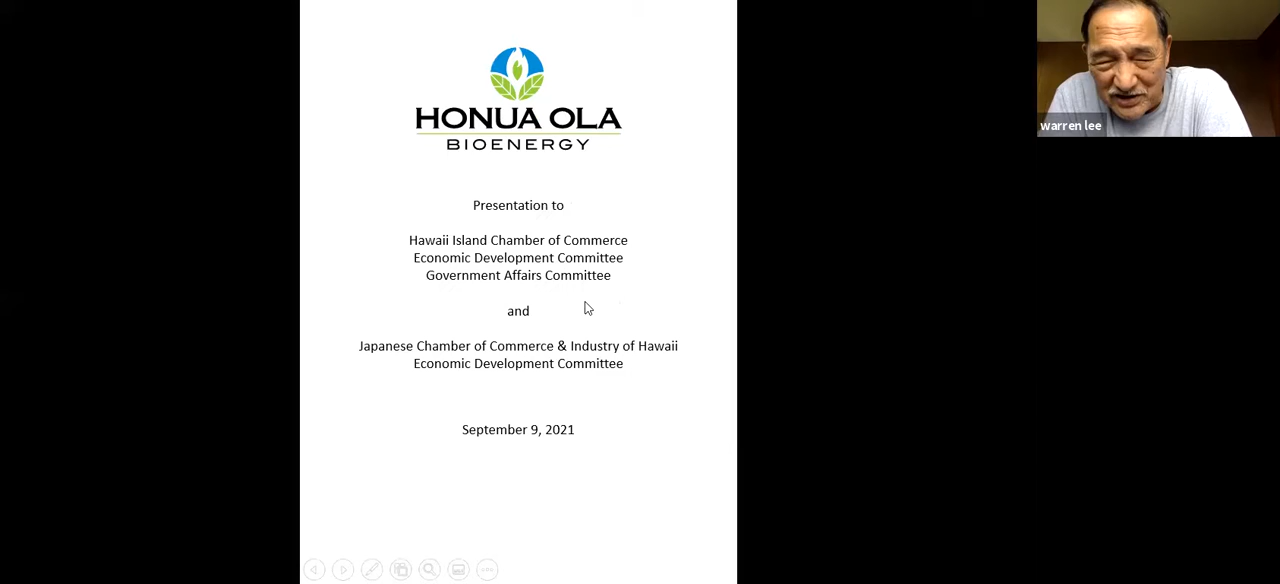 HONUA OLA
BIOENERGY
Presentation to
Hawaii Island Chamber of Commerce
Economic Development Committee
Government Affairs Committee
and
Japanese Chamber of Commerce & Industry of Hawaii
Economic Development Committee
September 9, 2021
warren lee